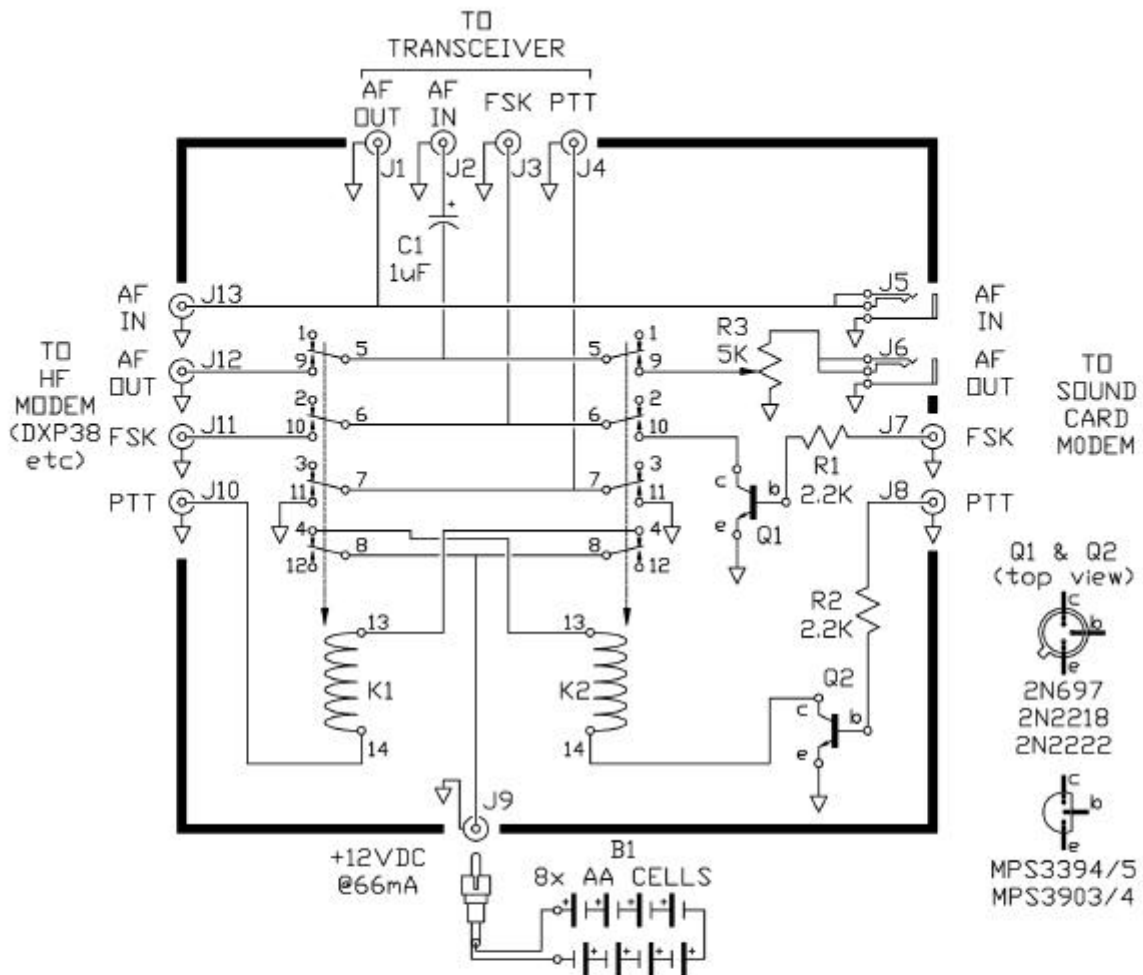 TO
TRANSCEIVER
AF
OUT
AF
IN
FSK
PTT
J1
J2
J3
J4
+
C1
1uF
AF
IN
J13
J5
AF
IN
TO
HF
MODEM
(DXP38
etc)
AF
OUT
J12
1
9
5
5
1
9
R3
5K
J6
AF
OUT
TO
SOUND
CARD
MODEM
FSK
J11
2
10
6
6
2
10
R1
2.2K
J7
FSK
PTT
J10
3
11
7
7
3
11
c
b
e
Q1
J8
PTT
4
12
8
8
4
12
R2
2.2K
13
K1
14
13
K2
14
Q2
c
b
e
Q1 & Q2
(top view)
c
b
e
2N697
2N2218
2N2222
c
b
e
MPS3394/5
MPS3903/4
J9
+12VDC
@66mA
B1
8x AA CELLS
+ + + +
+ + + +